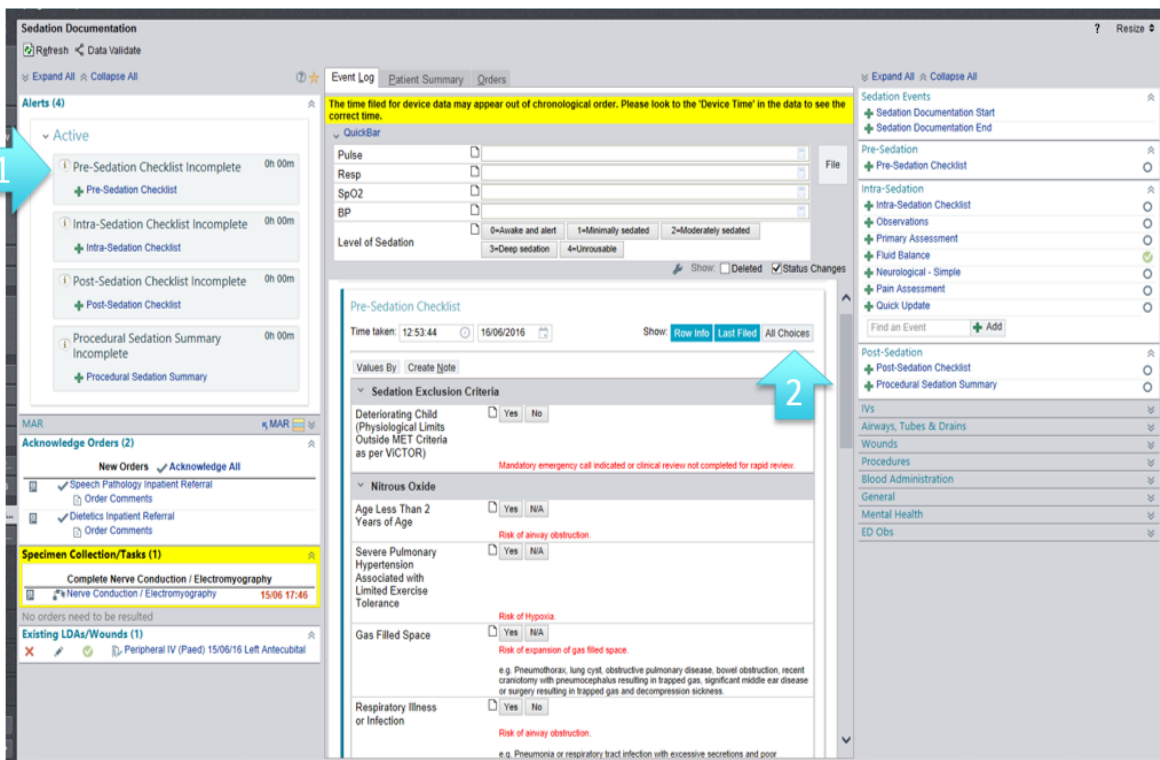 Sedation Documentation
? Resize
Refresh Data Validate
Expand All Collapse All
Alerts (4)
Active
1
Pre-Sedation Checklist Incomplete 0h 00m
Pre-Sedation Checklist
Intra-Sedation Checklist Incomplete 0h 00m
Intra-Sedation Checklist
Post-Sedation Checklist Incomplete 0h 00m
Post-Sedation Checklist
Procedural Sedation Summary 0h 00m
Incomplete
Procedural Sedation Summary
MAR MAR
Acknowledge Orders (2)
New Orders Acknowledge All
Speech Pathology Inpatient Referral
Order Comments
Dietetics Inpatient Referral
Order Comments
Specimen Collection/Tasks (1)
Complete Nerve Conduction / Electromyography
Nerve Conduction / Electromyography 15/06 17:46
No orders need to be resulted
Existing LDAs/Wounds (1)
Peripheral IV (Paed) 15/06/16 Left Antecubital
Event Log Patient Summary Orders
The time filed for device data may appear out of chronological order. Please look to the 'Device Time' in the data to see the
correct time.
QuickBar
Pulse
File
Resp
SpO2
BP
Level of Sedation
0=Awake and alert 1=Minimally sedated 2=Moderately sedated
3=Deep sedation 4=Unrousable
Show: Deleted Status Changes
Pre-Sedation Checklist
Time taken: 12:53:44 16/06/2016 Show: Row Info Last Filed All Choices
2
Values By Create Note
Sedation Exclusion Criteria
Deteriorating Child Yes No
(Physiological Limits
Outside MET Criteria
as per ViCTOR)
Mandatory emergency call indicated or clinical review not completed for rapid review.
Nitrous Oxide
Age Less Than 2 Yes N/A
Years of Age
Risk of airway obstruction.
Severe Pulmonary Yes N/A
Hypertension
Associated with
Limited Exercise
Tolerance
Risk of Hypoxia.
Gas Filled Space Yes N/A
Risk of expansion of gas filled space.
e.g. Pneumothorax, lung cyst, obstructive pulmonary disease, bowel obstruction, recent
craniotomy with pneumocephalus resulting in trapped gas, significant middle ear disease
or surgery resulting in trapped gas and decompression sickness.
Respiratory Illness Yes No
or Infection
Risk of airway obstruction.
e.g. Pneumonia or respiratory tract infection with excessive secretions and poor
Expand All Collapse All
Sedation Events
Sedation Documentation Start
Sedation Documentation End
Pre-Sedation
Pre-Sedation Checklist
Intra-Sedation
Intra-Sedation Checklist
Observations
Primary Assessment
Fluid Balance
Neurological - Simple
Pain Assessment
Quick Update
Find an Event Add
Post-Sedation
Post-Sedation Checklist
Procedural Sedation Summary
IVs
Airways, Tubes & Drains
Wounds
Procedures
Blood Administration
General
Mental Health
ED Obs